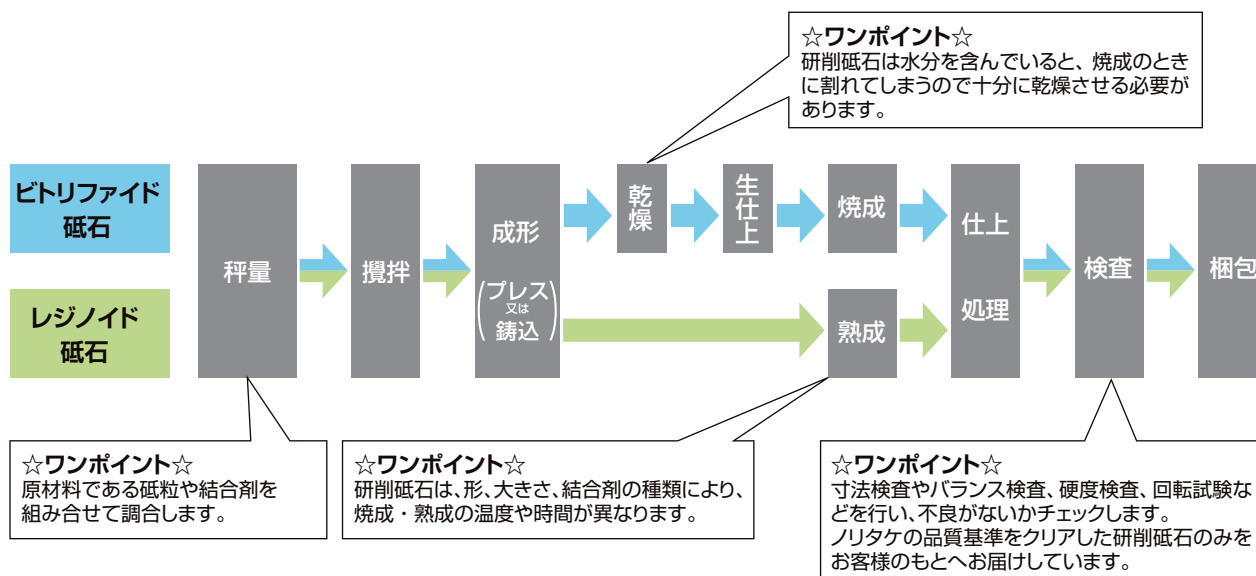 ☆ワンポイント☆
研削砥石は水分を含んでいると、焼成のとき
に割れてしまうので十分に乾燥させる必要が
あります。
ビトリファイド
砥石
レジノイド
砥石
秤量
攪拌
成形
(プレス
又は
鋳込)
乾燥
生仕上
焼成
熟成
仕上
処理
検査
梱包
☆ワンポイント☆
原材料である砥粒や結合剤を
組み合せて調合します。
☆ワンポイント☆
研削砥石は、形、大きさ、結合剤の種類により、
焼成・熟成の温度や時間が異なります。
☆ワンポイント☆
寸法検査やバランス検査、硬度検査、回転試験な
どを行い、不良がないかチェックします。
ノリタケの品質基準をクリアした研削砥石のみを
お客様のもとへお届けしています。